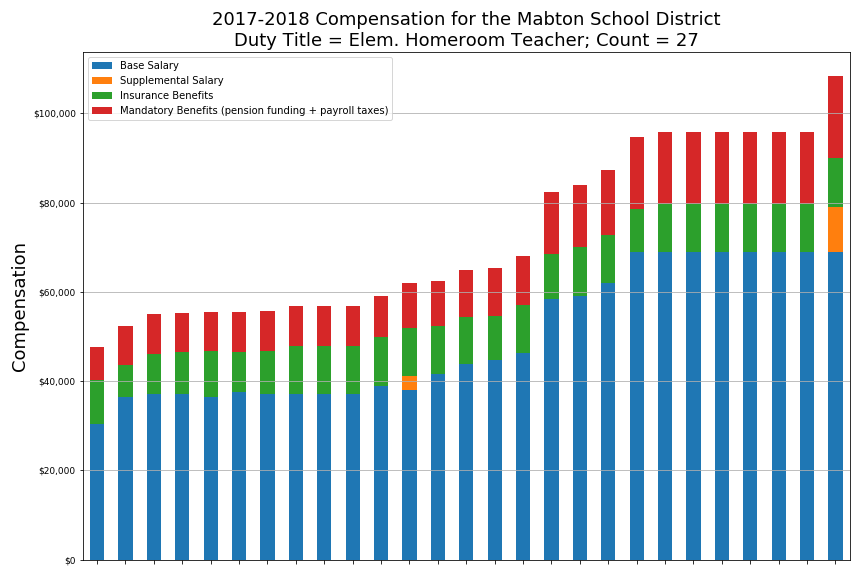 2017-2018 Compensation for the Mabton School District
Duty Title = Elem. Homeroom Teacher; Count = 27
Base Salary
Supplemental Salary
Insurance Benefits
Mandatory Benefits (pension funding + payroll taxes)
$100,000
$80,000
$60,000
$40,000
$20,000
$0
Compensation